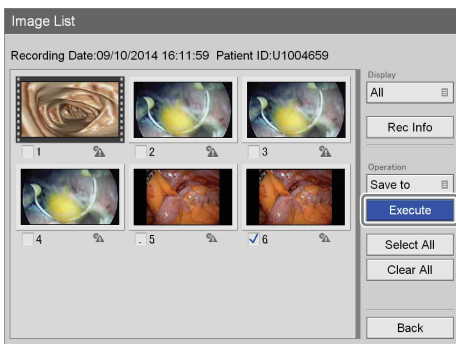 Image List
Recording Date:09/10/2014 16:11:59 Patient ID:U1004659
Display
All
Rec Info
1
2
3
Operation
Save to
Execute
4
5
6
Select All
Clear All
Back